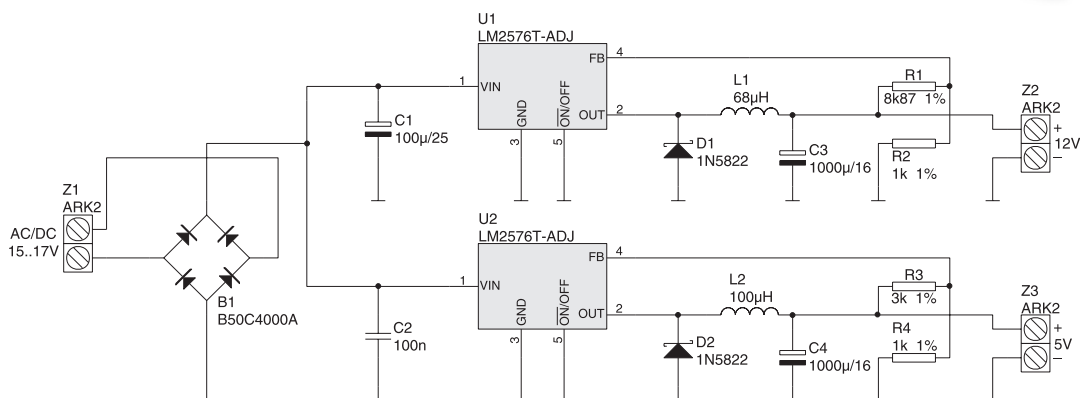 U1
LM2576T-ADJ
FB 4
1 VIN
GND
ON/OFF
OUT 2
3
5
C1
100µ/25
L1
68µH
R1
8k87 1%
D1
1N5822
C3
1000µ/16
R2
1k 1%
Z2
ARK2
+
12V
–
Z1
ARK2
AC/DC
15..17V
B1
B50C4000A
U2
LM2576T-ADJ
FB 4
1 VIN
GND
ON/OFF
OUT 2
3
5
C2
100n
L2
100µH
R3
3k 1%
D2
1N5822
C4
1000µ/16
R4
1k 1%
Z3
ARK2
+
5V
–